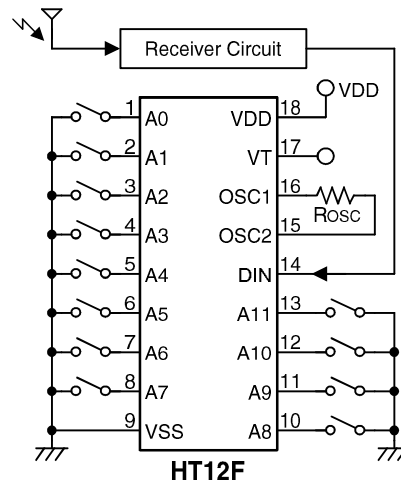 Receiver Circuit
VDD
1 A0 VDD 18
2 A1 VT 17
3 A2 OSC1 16
ROSC
4 A3 OSC2 15
5 A4 DIN 14
6 A5 A11 13
7 A6 A10 12
8 A7 A9 11
9 VSS A8 10
HT12F